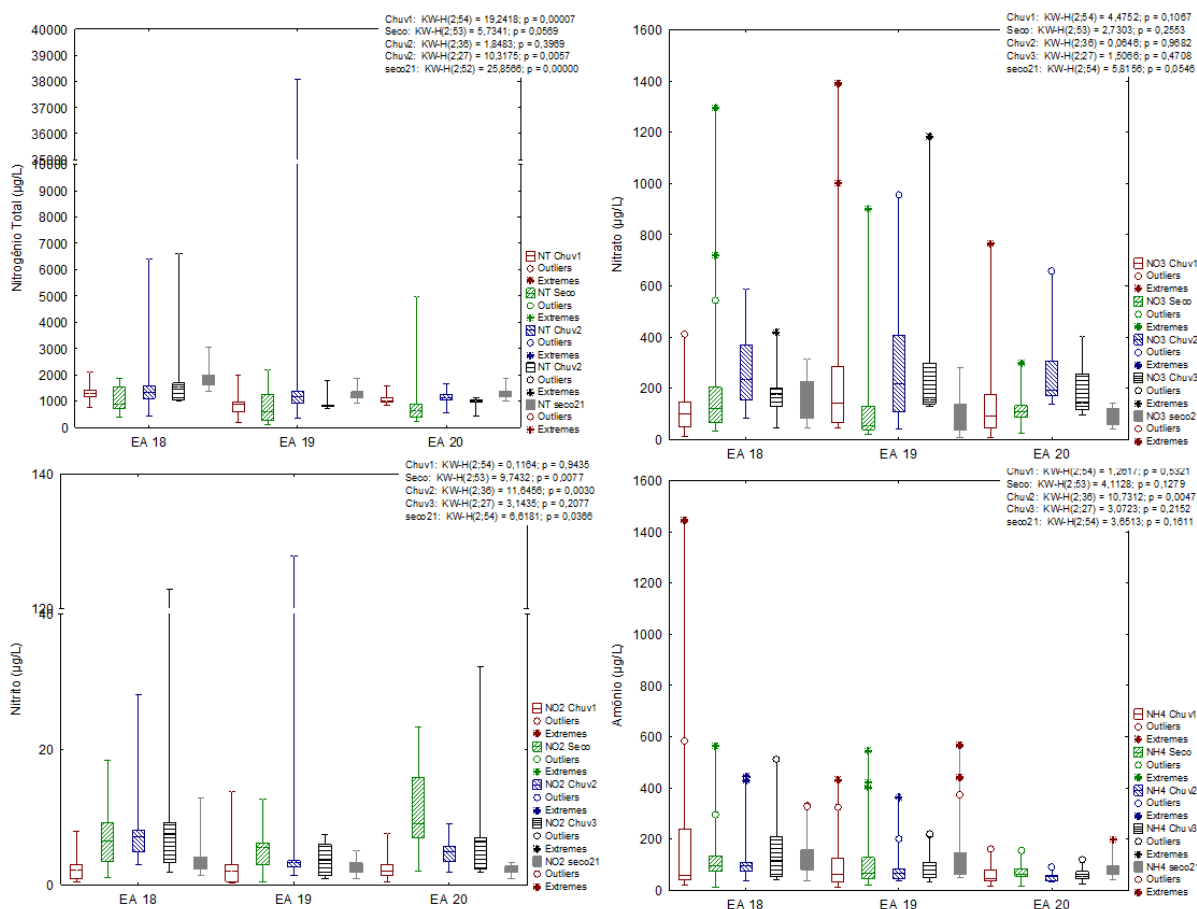 Chuv1: KW-H(2;54) = 19,2418; p = 0,00007
Seco: KW-H(2;53) = 5,7341; p = 0,0569
Chuv2: KW-H(2;36) = 1,8483; p = 0,3969
Chuv2: KW-H(2;27) = 10,3175; p = 0,0057
seco21: KW-H(2;52) = 25,8566; p = 0,00000
40000
39000
38000
37000
36000
35000
10000
9000
8000
7000
6000
5000
4000
3000
2000
1000
0
Nitrogênio Total (µg/L)
EA 18 EA 19 EA 20
NT Chuv1
Outliers
Extremes
NT Seco
Outliers
Extremes
NT Chuv2
Outliers
Extremes
NT Chuv2
Outliers
Extremes
NT seco21
Outliers
Extremes
Chuv1: KW-H(2;54) = 4,4752; p = 0,1067
Seco: KW-H(2;53) = 2,7303; p = 0,2553
Chuv2: KW-H(2;36) = 0,0646; p = 0,9682
Chuv3: KW-H(2;27) = 1,5066; p = 0,4708
seco21: KW-H(2;54) = 5,8156; p = 0,0546
1600
1400
1200
1000
800
600
400
200
0
Nitrato (µg/L)
EA 18 EA 19 EA 20
NO3 Chuv1
Outliers
Extremes
NO3 Seco
Outliers
Extremes
NO3 Chuv2
Outliers
Extremes
NO3 Chuv3
Outliers
Extremes
NO3 seco21
Outliers
Extremes
Chuv1: KW-H(2;54) = 0,1164; p = 0,9435
Seco: KW-H(2;53) = 9,7432; p = 0,0077
Chuv2: KW-H(2;36) = 11,6456; p = 0,0030
Chuv3: KW-H(2;27) = 3,1435; p = 0,2077
seco21: KW-H(2;54) = 6,6181; p = 0,0366
140
120
40
20
0
Nitrito (µg/L)
EA 18 EA 19 EA 20
NO2 Chuv1
Outliers
Extremes
NO2 Seco
Outliers
Extremes
NO2 Chuv2
Outliers
Extremes
NO2 Chuv3
Outliers
Extremes
NO2 seco21
Outliers
Extremes
Chuv1: KW-H(2;54) = 1,2617; p = 0,5321
Seco: KW-H(2;53) = 4,1128; p = 0,1279
Chuv2: KW-H(2;36) = 10,7312; p = 0,0047
Chuv3: KW-H(2;27) = 3,0723; p = 0,2152
seco21: KW-H(2;54) = 3,6513; p = 0,1611
1600
1400
1200
1000
800
600
400
200
0
Amônio (µg/L)
EA 18 EA 19 EA 20
NH4 Chuv1
Outliers
Extremes
NH4 Seco
Outliers
Extremes
NH4 Chuv2
Outliers
Extremes
NH4 Chuv3
Outliers
Extremes
NH4 seco21
Outliers
Extremes